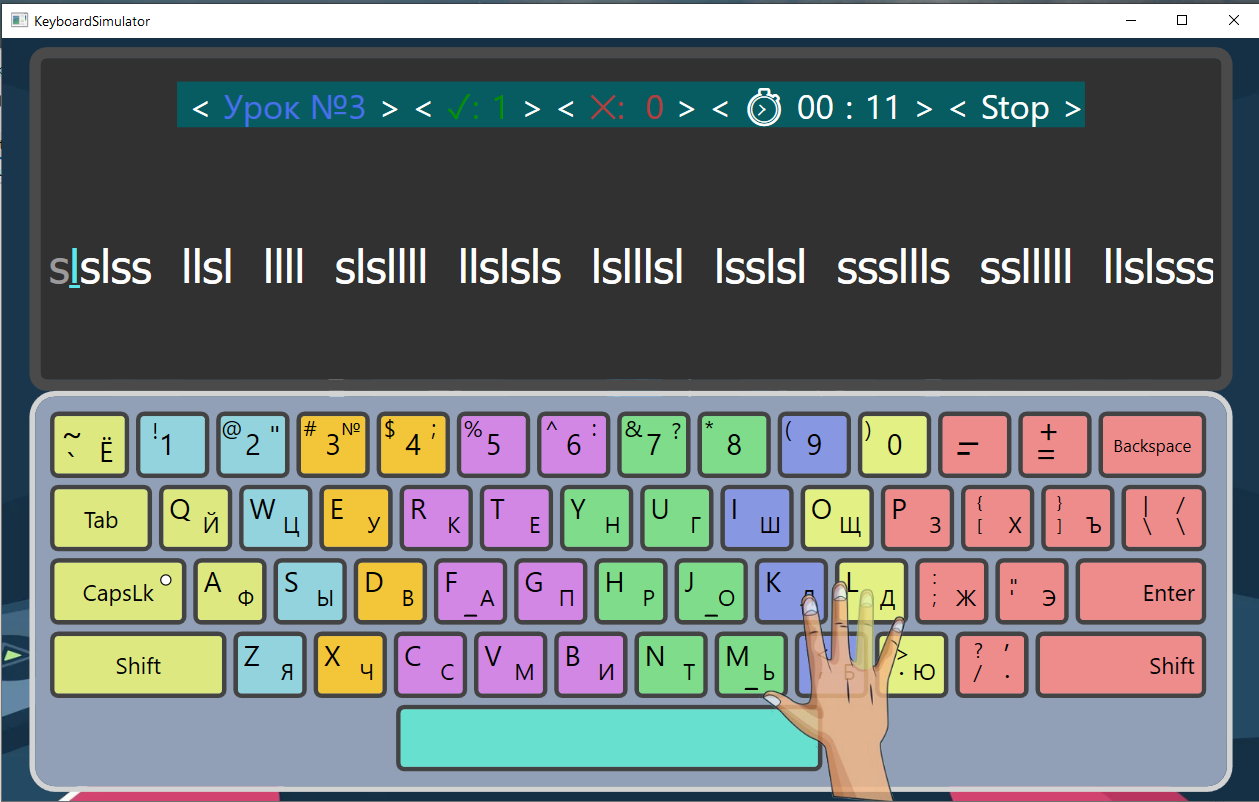 KeyboardSimulator
< Урок №3 > < ✓: 1 > < ✕: 0 > < 00 : 11 > < Stop >
slslss llsl llll slsllll llslsls lslllsl lsslsl sssllls sslllll llslsss
~ ` Ё ! 1 @ 2 " # 3 № $ 4 ; % 5 ^ 6 : & 7 ? * 8 ( 9 ) 0 _ - + = Backspace
Tab Q Й W Ц E У R К T Е Y Н U Г I Ш O Щ P З { [ Х } ] Ъ | \ / \
CapsLk A Ф S Ы D В F _ А G П H Р J _ О K Л L Д : ; Ж " ' Э Enter
Shift Z Я X Ч C С V М B И N Т M _ Ь < Б > . Ю ? / , . Shift